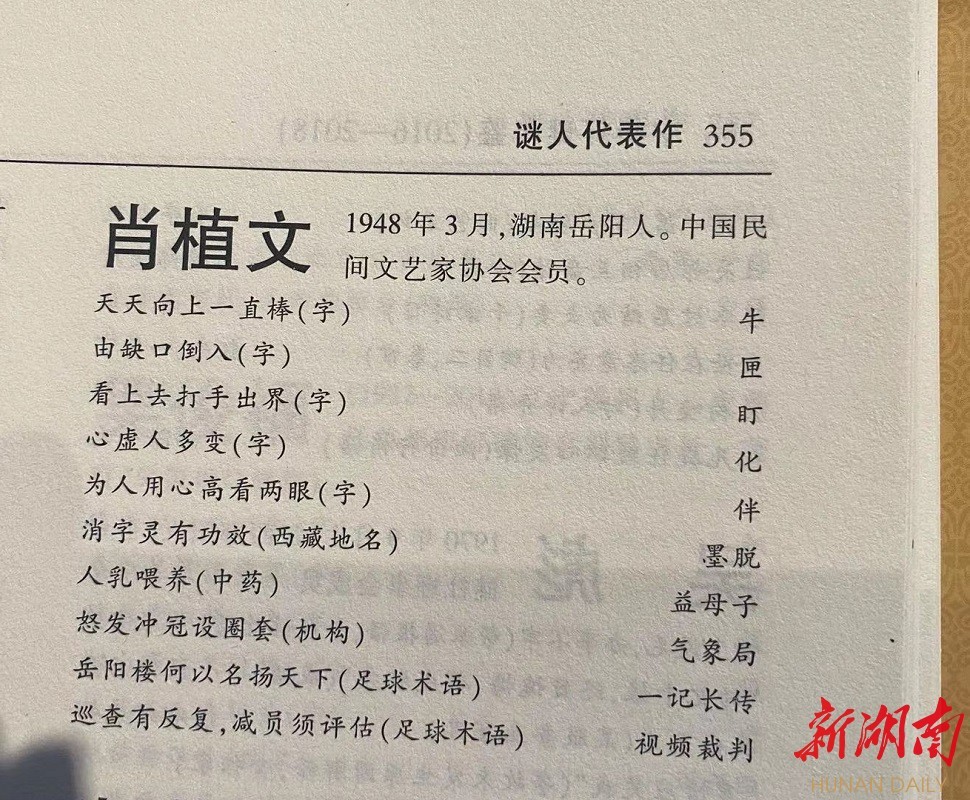 谜人代表作 355
肖植文 1948年3月,湖南岳阳人。中国民
间文艺家协会会员。
天天向上一直棒(字) 牛
由缺口倒入(字) 匣
看上去打手出界(字) 盯
心虚人多变(字) 化
为人用心高看两眼(字) 伴
消字灵有功效(西藏地名) 墨脱
人乳喂养(中药) 益母子
怒发冲冠设圈套(机构) 气象局
岳阳楼何以名扬天下(足球术语) 一记长传
巡查有反复,减员须评估(足球术语) 视频裁判
新湖南
HUNAN DAILY